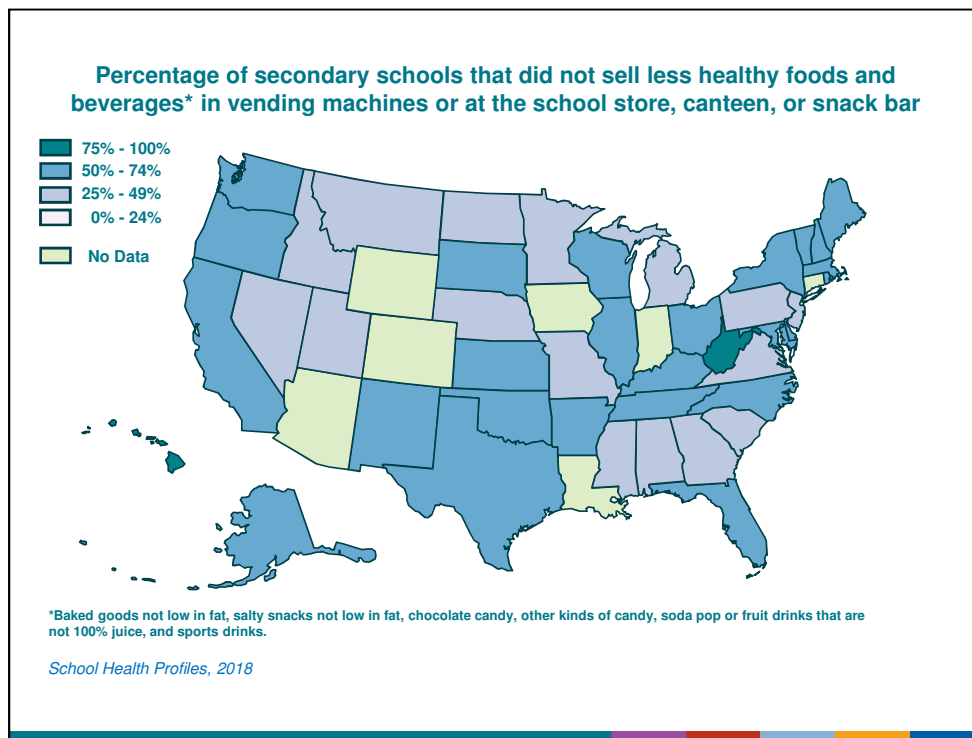 Percentage of secondary schools that did not sell less healthy foods and
beverages* in vending machines or at the school store, canteen, or snack bar
75% - 100%
50% - 74%
25% - 49%
0% - 24%
No Data
*Baked goods not low in fat, salty snacks not low in fat, chocolate candy, other kinds of candy, soda pop or fruit drinks that are
not 100% juice, and sports drinks.
School Health Profiles, 2018